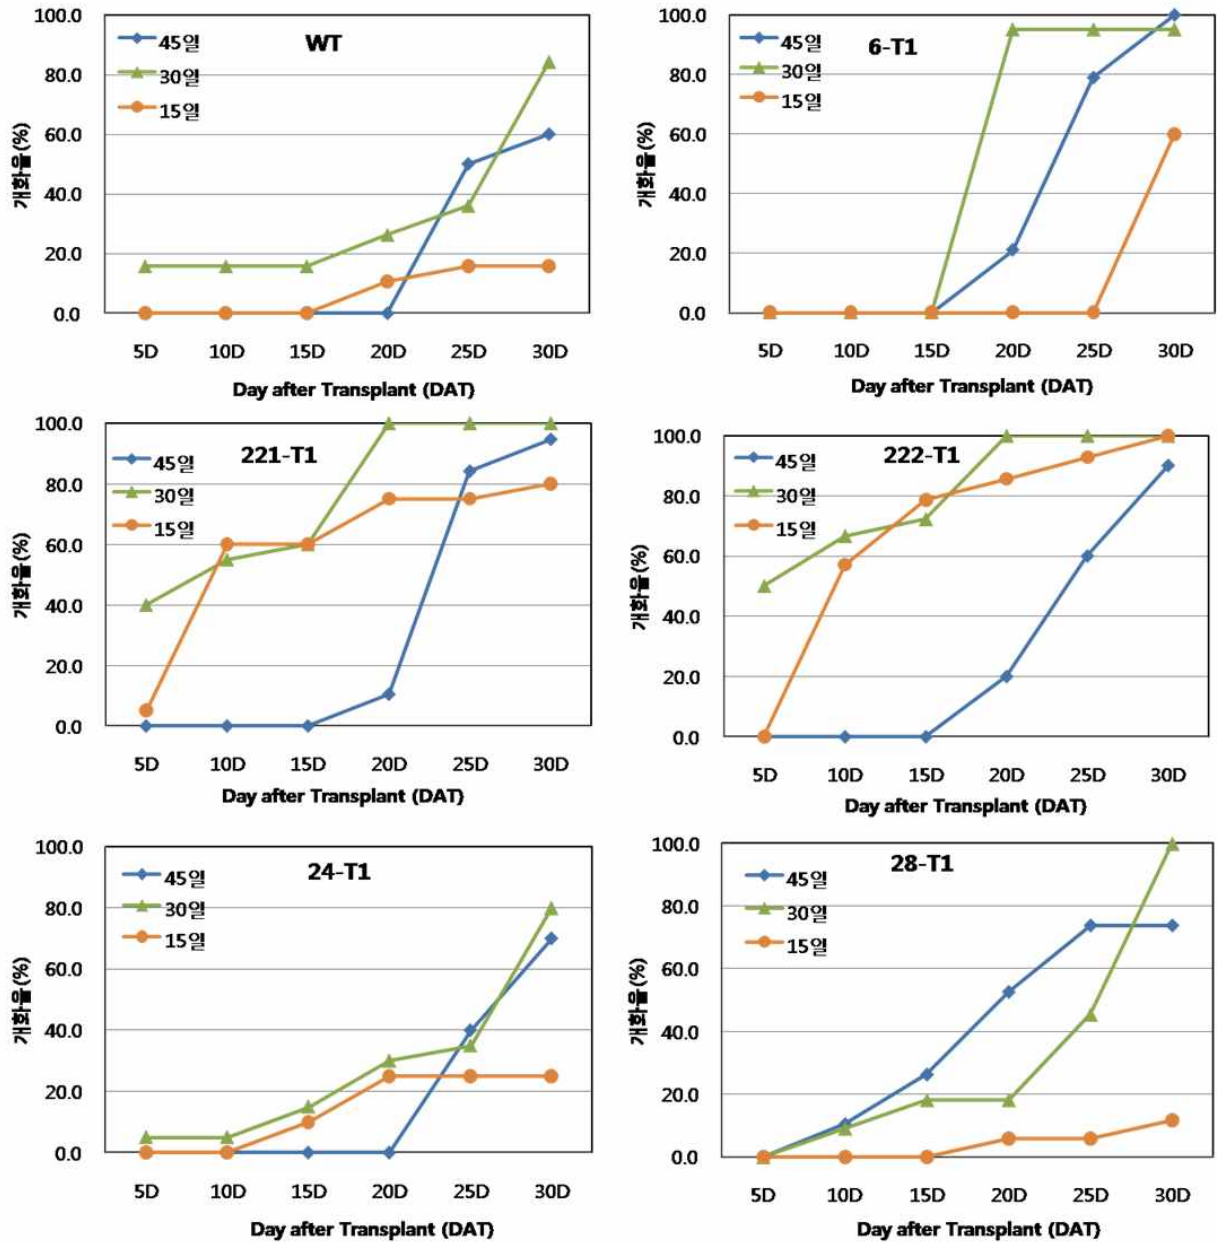 WT
45일
30일
15일
개화율(%)
100.0
80.0
60.0
40.0
20.0
0.0
5D 10D 15D 20D 25D 30D
Day after Transplant (DAT)
6-T1
45일
30일
15일
개화율(%)
100.0
80.0
60.0
40.0
20.0
0.0
5D 10D 15D 20D 25D 30D
Day after Transplant (DAT)
221-T1
45일
30일
15일
개화율(%)
100.0
80.0
60.0
40.0
20.0
0.0
5D 10D 15D 20D 25D 30D
Day after Transplant (DAT)
222-T1
45일
30일
15일
개화율(%)
100.0
80.0
60.0
40.0
20.0
0.0
5D 10D 15D 20D 25D 30D
Day after Transplant (DAT)
24-T1
45일
30일
15일
개화율(%)
100.0
80.0
60.0
40.0
20.0
0.0
5D 10D 15D 20D 25D 30D
Day after Transplant (DAT)
28-T1
45일
30일
15일
개화율(%)
100.0
80.0
60.0
40.0
20.0
0.0
5D 10D 15D 20D 25D 30D
Day after Transplant (DAT)